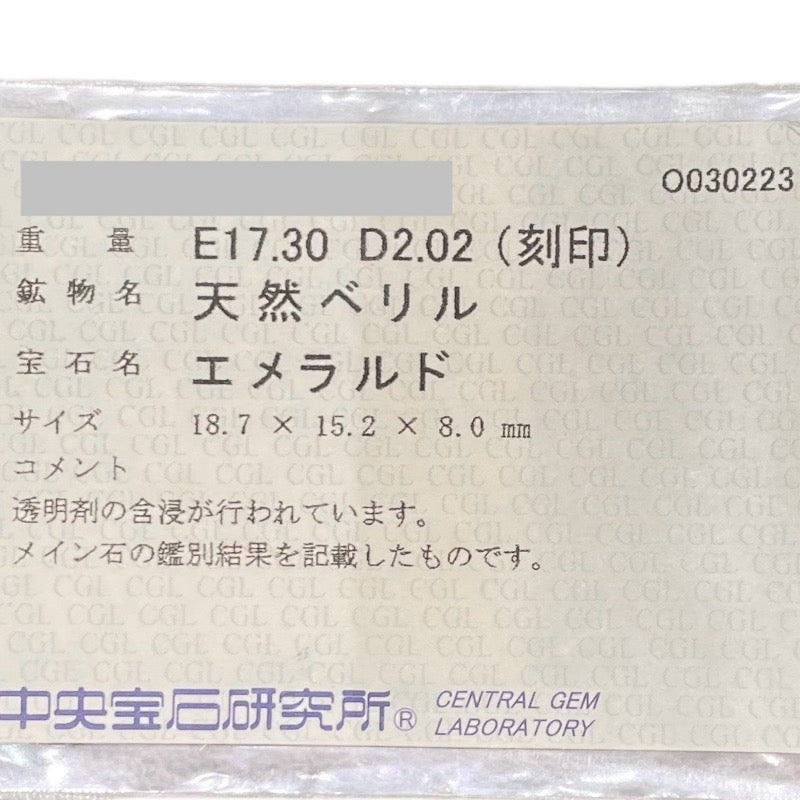 O030223
重量 E17.30 D2.02（刻印）
鉱物名 天然ベリル
宝石名 エメラルド
サイズ 18.7 × 15.2 × 8.0 mm
コメント
透明剤の含浸が行われています。
メイン石の鑑別結果を記載したものです。
中央宝石研究所® CENTRAL GEM
LABORATORY